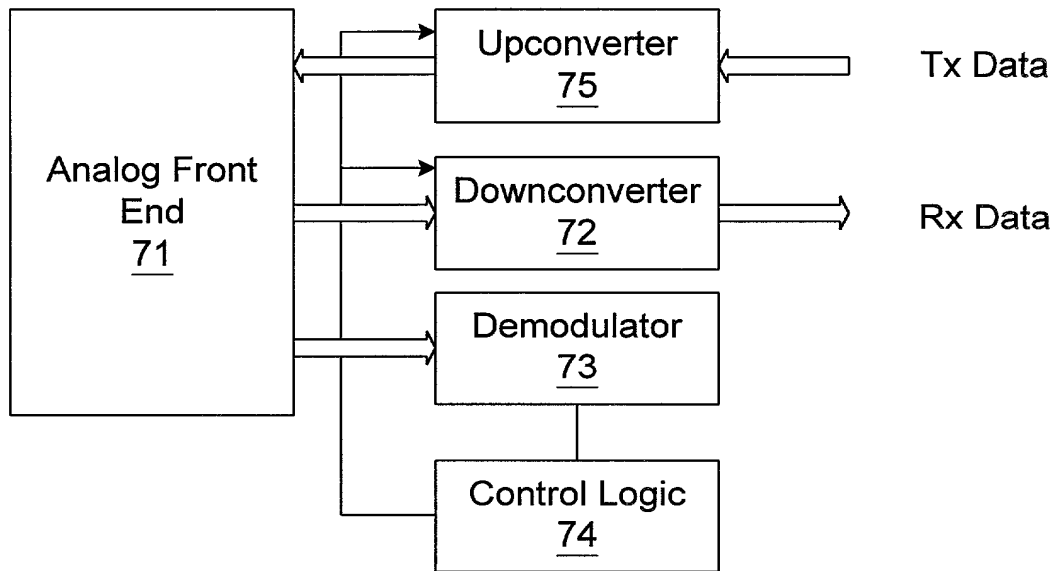 Analog Front
End
71
Upconverter
75
Tx Data
Downconverter
72
Rx Data
Demodulator
73
Control Logic
74